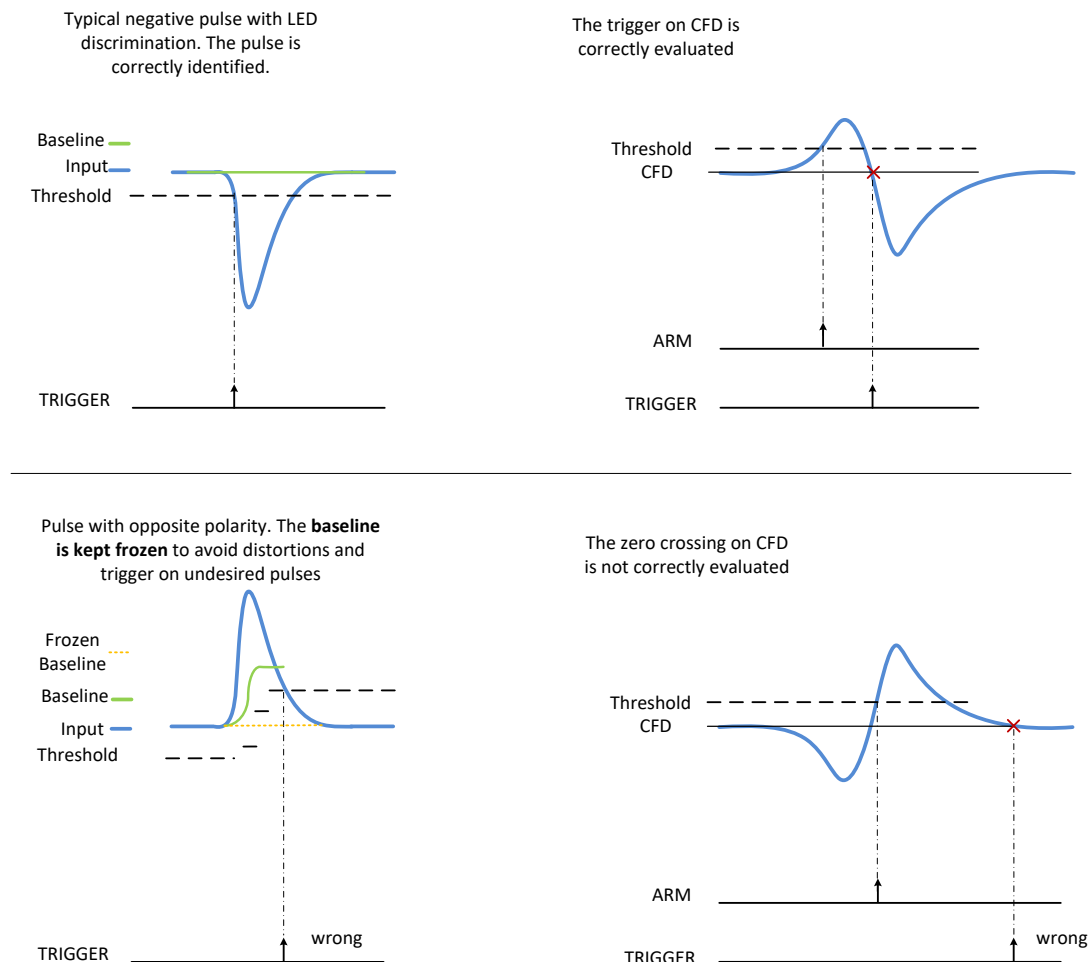 Typical negative pulse with LED
discrimination. The pulse is
correctly identified.
The trigger on CFD is
correctly evaluated
Baseline
Input
Threshold
TRIGGER
Threshold
CFD
ARM
TRIGGER
Pulse with opposite polarity. The baseline
is kept frozen to avoid distortions and
trigger on undesired pulses
The zero crossing on CFD
is not correctly evaluated
Frozen
Baseline
Baseline
Input
Threshold
wrong
TRIGGER
Threshold
CFD
ARM
wrong
TRIGGER